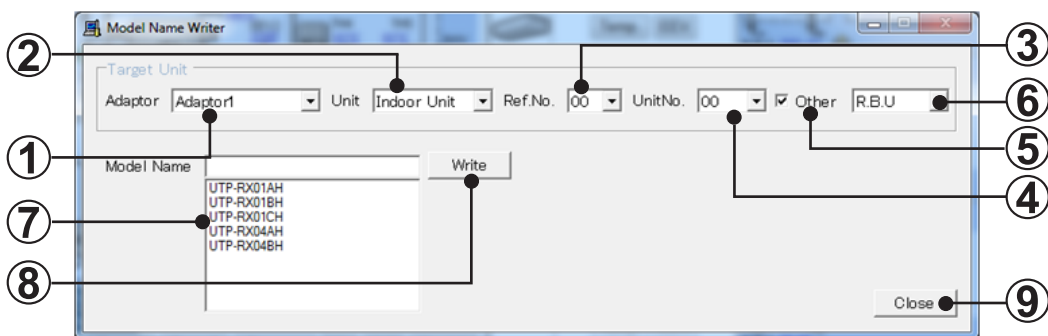 Model Name Writer
② ③
Target Unit
Adaptor Adaptor1 Unit Indoor Unit Ref.No. 00 UnitNo. 00 Other R.B.U
⑥
①
⑤
Model Name Write
④
UTP-RX01AH
UTP-RX01BH
⑦ UTP-RX01CH
UTP-RX04AH
UTP-RX04BH
⑧ Close ⑨